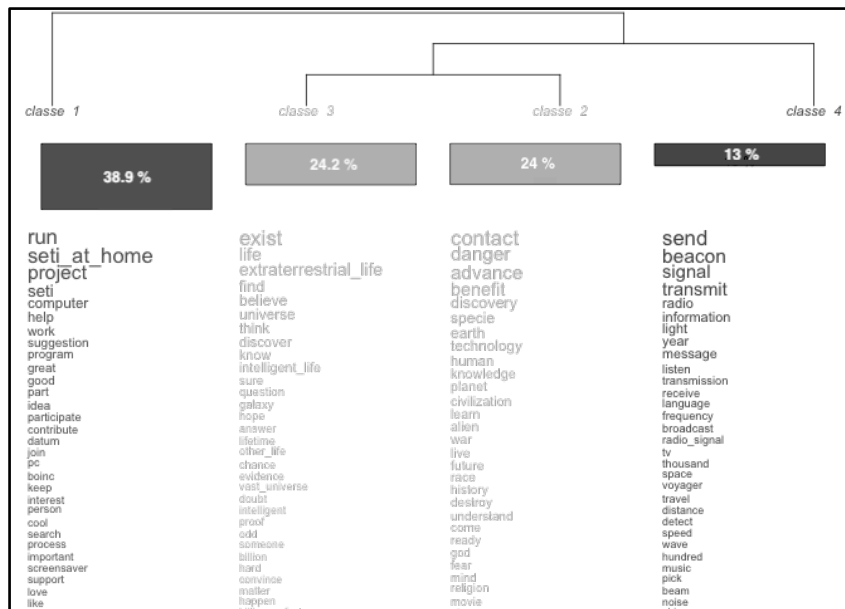 classe 1
classe 3
classe 2
classe 4
38.9 %
24.2 %
24 %
13 %
run
seti_at_home
project
seti
computer
help
work
suggestion
program
great
good
part
idea
participate
contribute
datum
join
pc
boinc
keep
interest
person
cool
search
process
important
screensaver
support
love
like
exist
life
extraterrestrial_life
find
believe
universe
think
discover
know
intelligent_life
sure
question
galaxy
hope
answer
lifetime
other_life
chance
evidence
vast_universe
doubt
intelligent
proof
odd
someone
billion
hard
convince
matter
happen
contact
danger
advance
benefit
discovery
specie
earth
technology
human
knowledge
planet
civilization
learn
alien
war
live
future
race
history
destroy
understand
come
ready
god
fear
mind
religion
movie
send
beacon
signal
transmit
radio
information
light
year
message
listen
transmission
receive
language
frequency
broadcast
radio_signal
tv
thousand
space
voyager
travel
distance
detect
speed
wave
hundred
music
pick
beam
noise